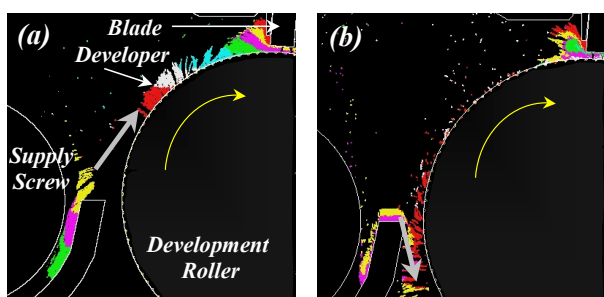 (a)
Blade
Developer
Supply
Screw
Development
Roller
(b)